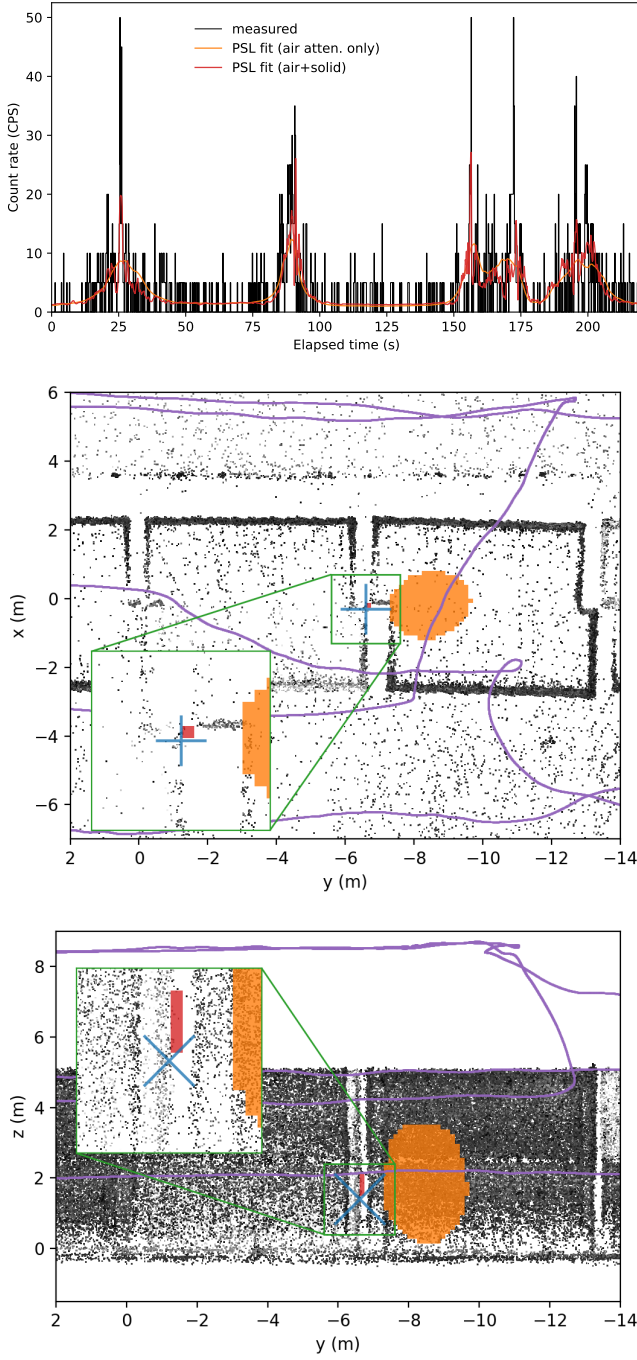 measured
PSL fit (air atten. only)
PSL fit (air+solid)
Count rate (CPS)
50
40
30
20
10
0
0 25 50 75 100 125 150 175 200
Elapsed time (s)
x (m)
6
4
2
0
−2
−4
−6
2 0 −2 −4 −6 −8 −10 −12 −14
y (m)
z (m)
8
6
4
2
0
2 0 −2 −4 −6 −8 −10 −12 −14
y (m)